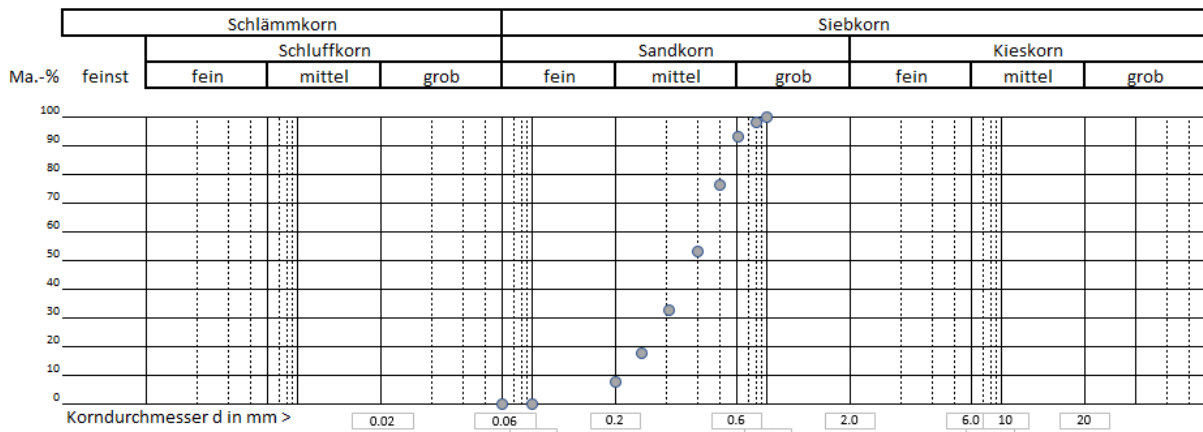 Schlämmkorn Siebkorn
Schluffkorn Sandkorn Kieskorn
Ma.-% feinst fein mittel grob fein mittel grob fein mittel grob
100
90
80
70
60
50
40
30
20
10
0
Korndurchmesser d in mm > 0.02 0.06 0.2 0.6 2.0 6.0 10 20